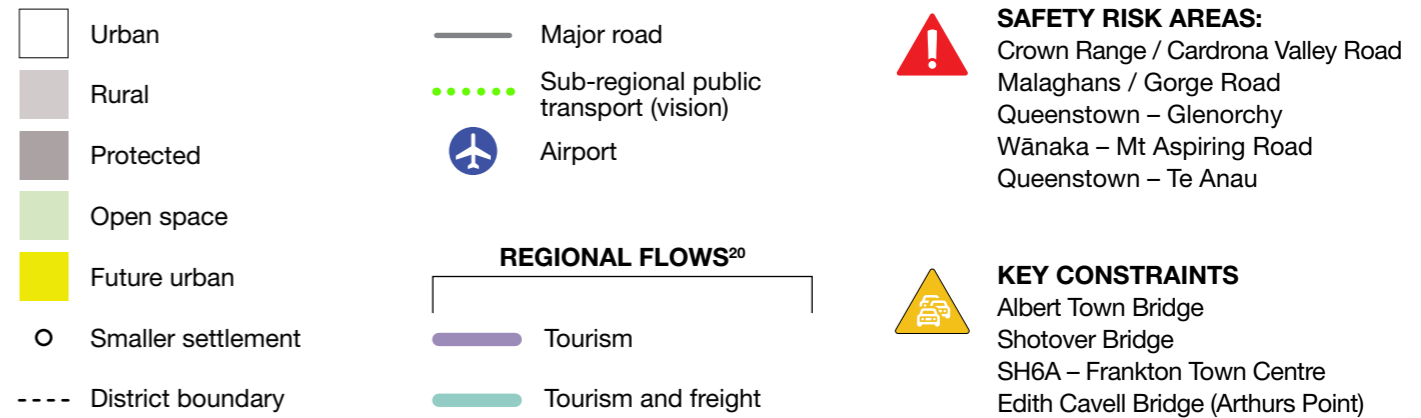 Urban
Rural
Protected
Open space
Future urban
Smaller settlement
District boundary
Major road
Sub-regional public
transport (vision)
Airport
REGIONAL FLOWS²⁰
Tourism
Tourism and freight
SAFETY RISK AREAS:
Crown Range / Cardrona Valley Road
Malaghans / Gorge Road
Queenstown – Glenorchy
Wānaka – Mt Aspiring Road
Queenstown – Te Anau
KEY CONSTRAINTS
Albert Town Bridge
Shotover Bridge
SH6A – Frankton Town Centre
Edith Cavell Bridge (Arthurs Point)